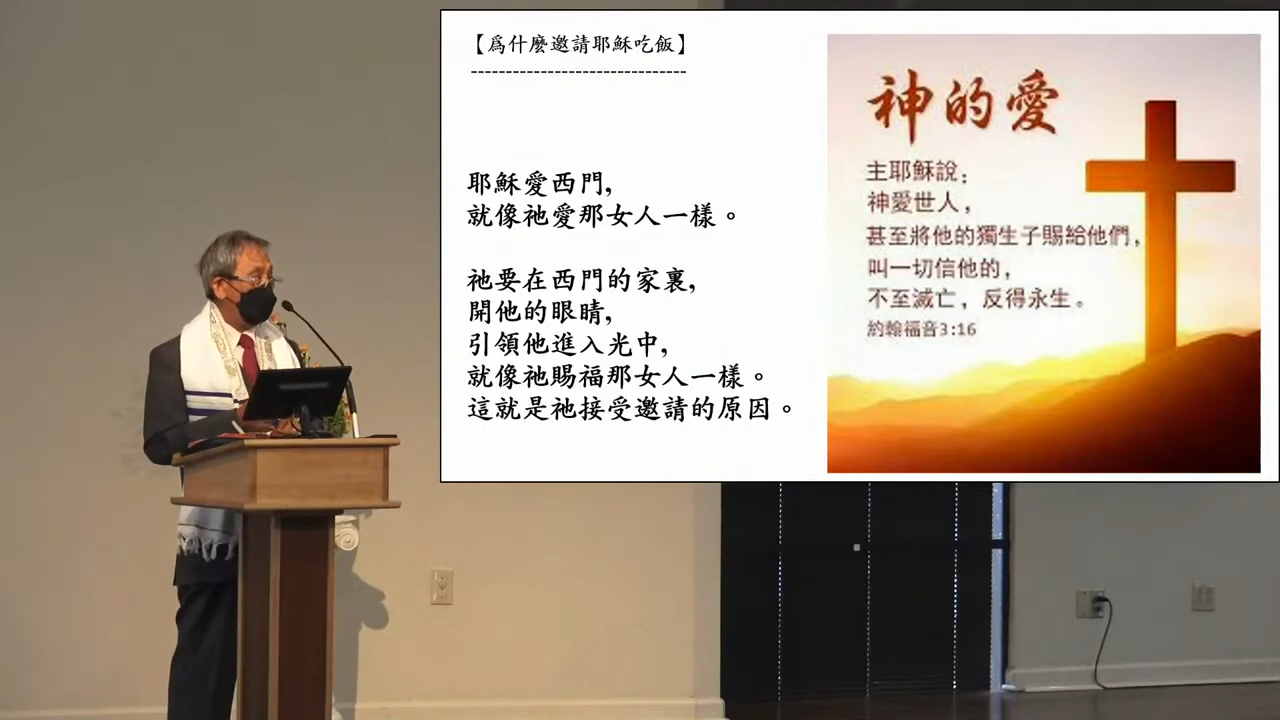 【爲什麽邀請耶穌吃飯】
-------------------------------
耶穌愛西門,
就像祂愛那女人一樣。
祂要在西門的家裏,
開他的眼睛,
引領他進入光中,
就像祂賜福那女人一樣。
這就是祂接受邀請的原因。
神的愛
主耶穌說：
神愛世人，
甚至將他的獨生子賜給他們，
叫一切信他的，
不至滅亡，反得永生。
約翰福音3:16